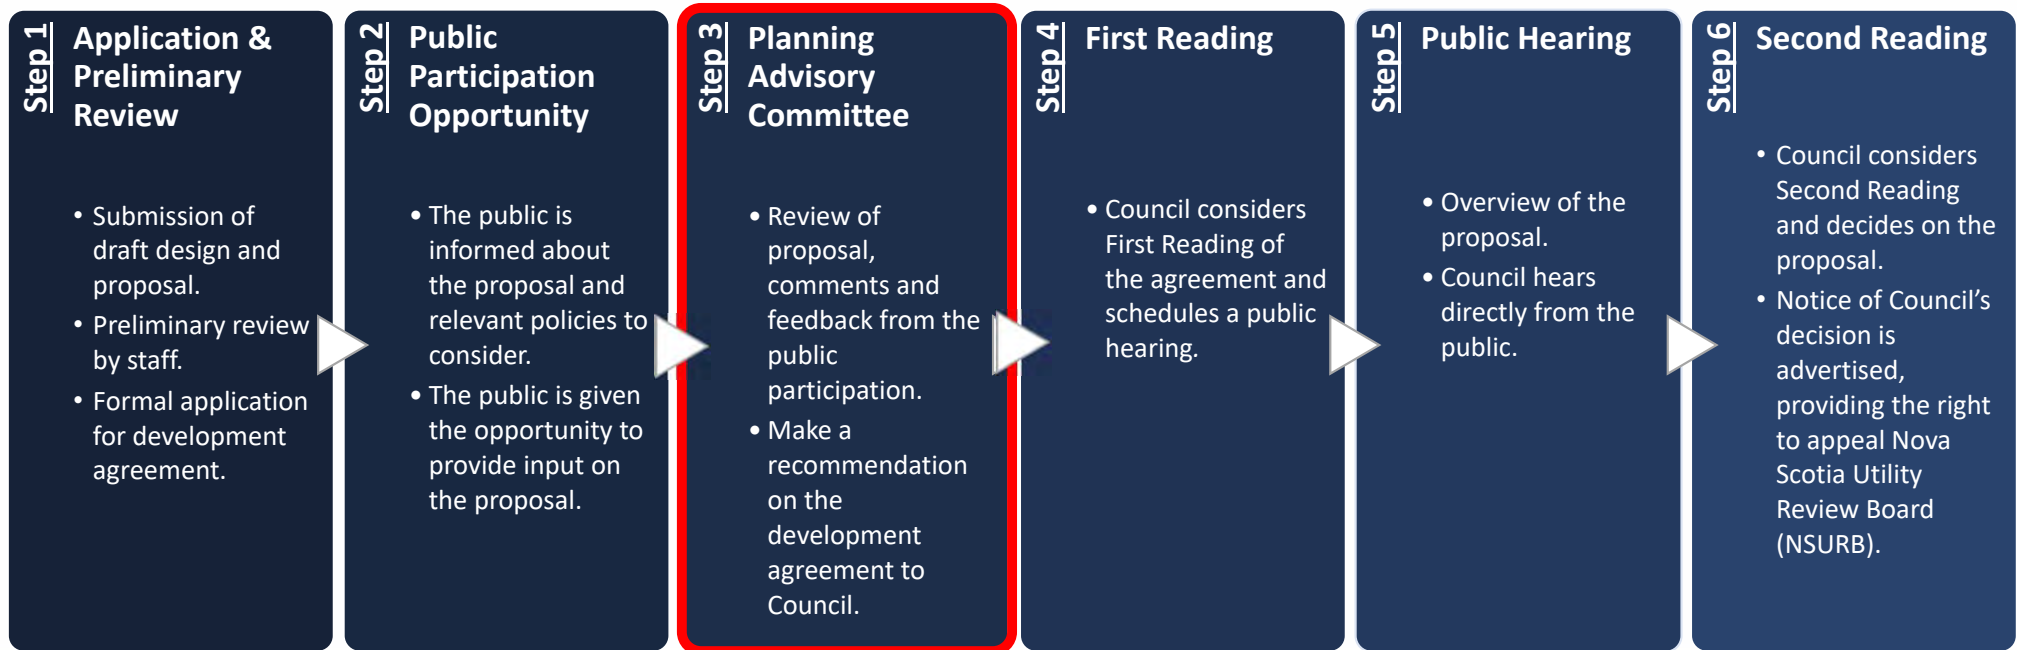 Step 1
Application &
Preliminary
Review
• Submission of
draft design and
proposal.
• Preliminary review
by staff.
• Formal application
for development
agreement.
Step 2
Public
Participation
Opportunity
• The public is
informed about
the proposal and
relevant policies to
consider.
• The public is given
the opportunity to
provide input on
the proposal.
Step 3
Planning
Advisory
Committee
• Review of
proposal,
comments and
feedback from the
public
participation.
• Make a
recommendation
on the
development
agreement to
Council.
Step 4
First Reading
• Council considers
First Reading of
the agreement and
schedules a public
hearing.
Step 5
Public Hearing
• Overview of the
proposal.
• Council hears
directly from the
public.
Step 6
Second Reading
• Council considers
Second Reading
and decides on the
proposal.
• Notice of Council’s
decision is
advertised,
providing the right
to appeal Nova
Scotia Utility
Review Board
(NSURB).